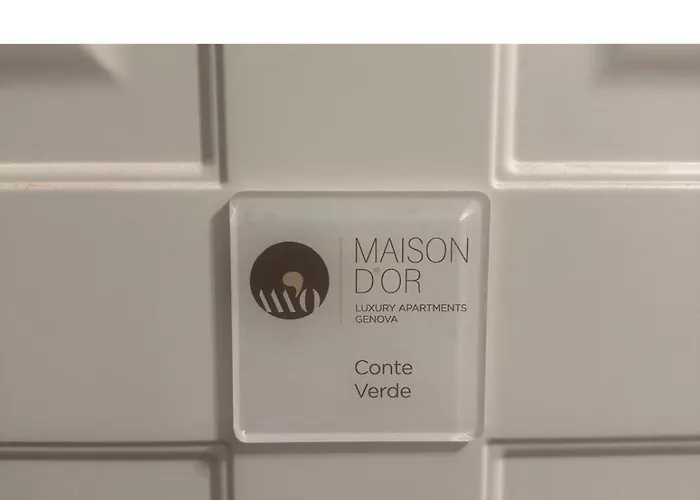 M'O
MAISON
D'OR
LUXURY APARTMENTS
GENOVA
Conte
Verde